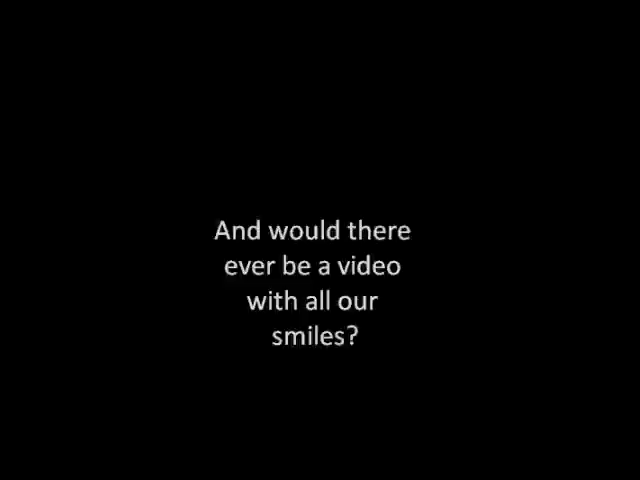 And would there
ever be a video
with all our
smiles?